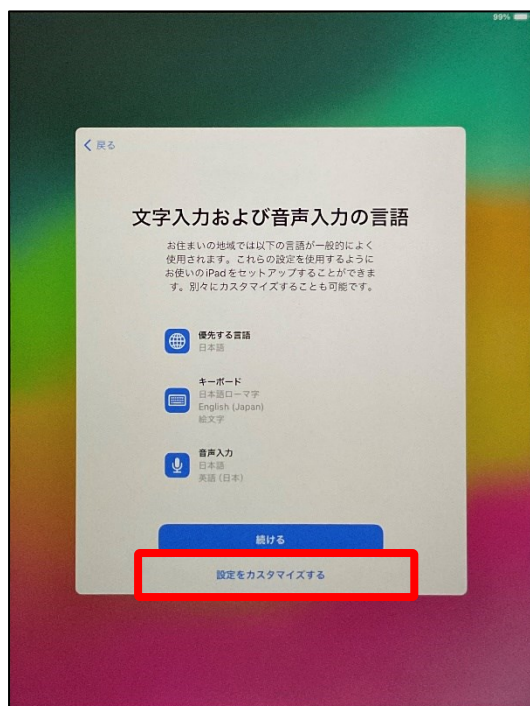 99%
戻る
文字入力および音声入力の言語
お住まいの地域では以下の言語が一般的によく
使用されます。これらの設定を使用するように
お使いのiPadをセットアップすることができま
す。別々にカスタマイズすることも可能です。
優先する言語
日本語
キーボード
日本語ローマ字
English (Japan)
絵文字
音声入力
日本語
英語 (日本)
続ける
設定をカスタマイズする